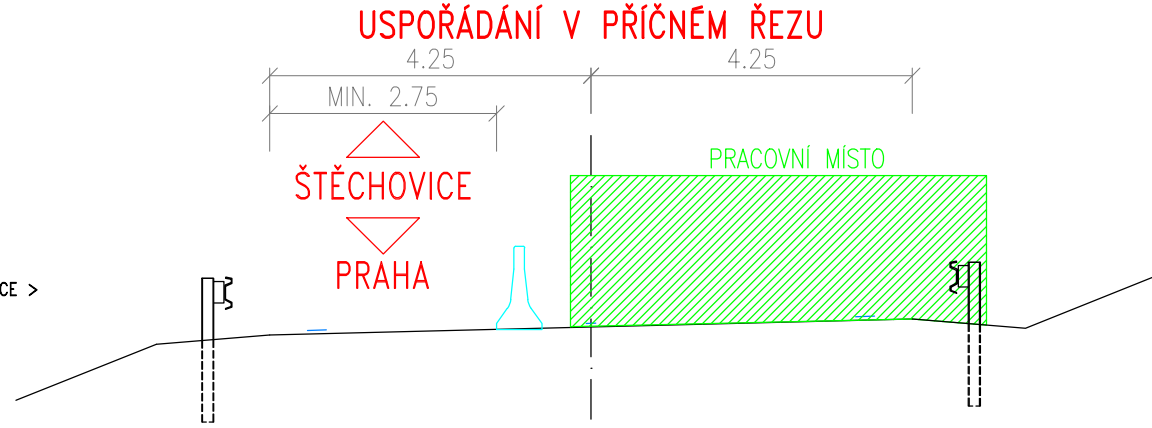 USPOŘÁDÁNÍ V PŘÍČNÉM ŘEZU
4.25 4.25
MIN. 2.75
PRACOVNÍ MÍSTO
ŠTĚCHOVICE
PRAHA
CE >